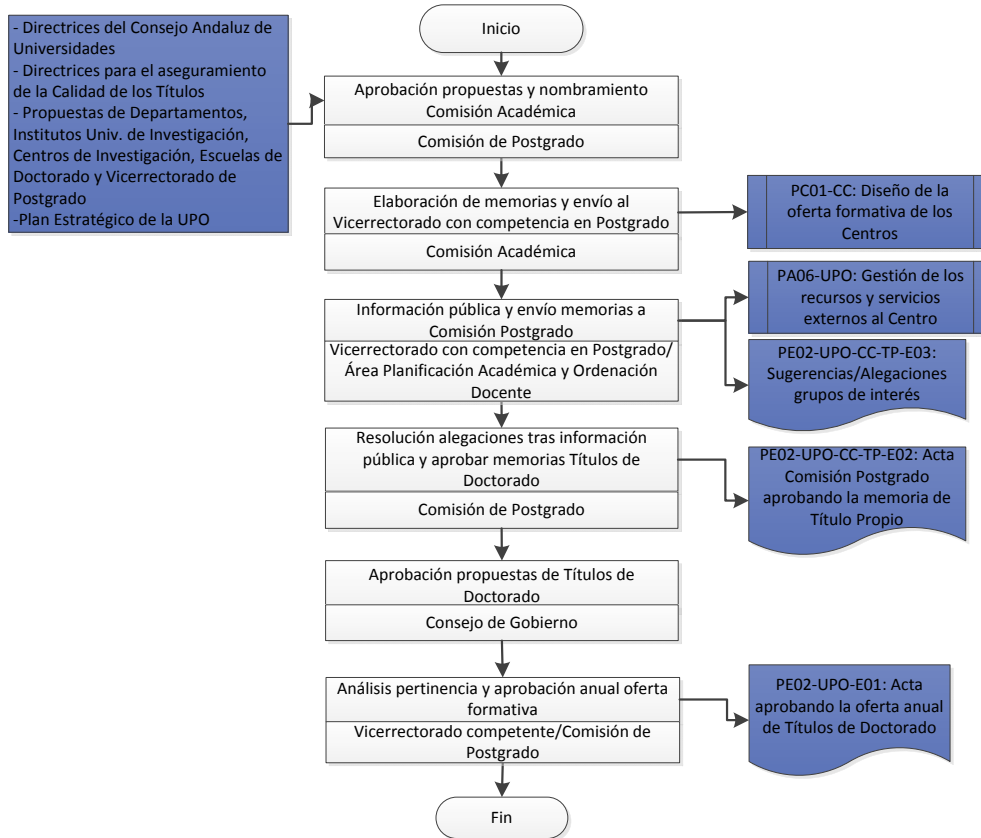 - Directrices del Consejo Andaluz de
Universidades
- Directrices para el aseguramiento
de la Calidad de los Títulos
- Propuestas de Departamentos,
Institutos Univ. de Investigación,
Centros de Investigación, Escuelas de
Doctorado y Vicerrectorado de
Postgrado
-Plan Estratégico de la UPO
Inicio
Aprobación propuestas y nombramiento
Comisión Académica
Comisión de Postgrado
Elaboración de memorias y envío al
Vicerrectorado con competencia en Postgrado
Comisión Académica
PC01-CC: Diseño de la
oferta formativa de los
Centros
Información pública y envío memorias a
Comisión Postgrado
Vicerrectorado con competencia en Postgrado/
Área Planificación Académica y Ordenación
Docente
PA06-UPO: Gestión de los
recursos y servicios
externos al Centro
PE02-UPO-CC-TP-E03:
Sugerencias/Alegaciones
grupos de interés
Resolución alegaciones tras información
pública y aprobar memorias Títulos de
Doctorado
Comisión de Postgrado
PE02-UPO-CC-TP-E02: Acta
Comisión Postgrado
aprobando la memoria de
Título Propio
Aprobación propuestas de Títulos de
Doctorado
Consejo de Gobierno
Análisis pertinencia y aprobación anual oferta
formativa
Vicerrectorado competente/Comisión de
Postgrado
PE02-UPO-E01: Acta
aprobando la oferta anual
de Títulos de Doctorado
Fin